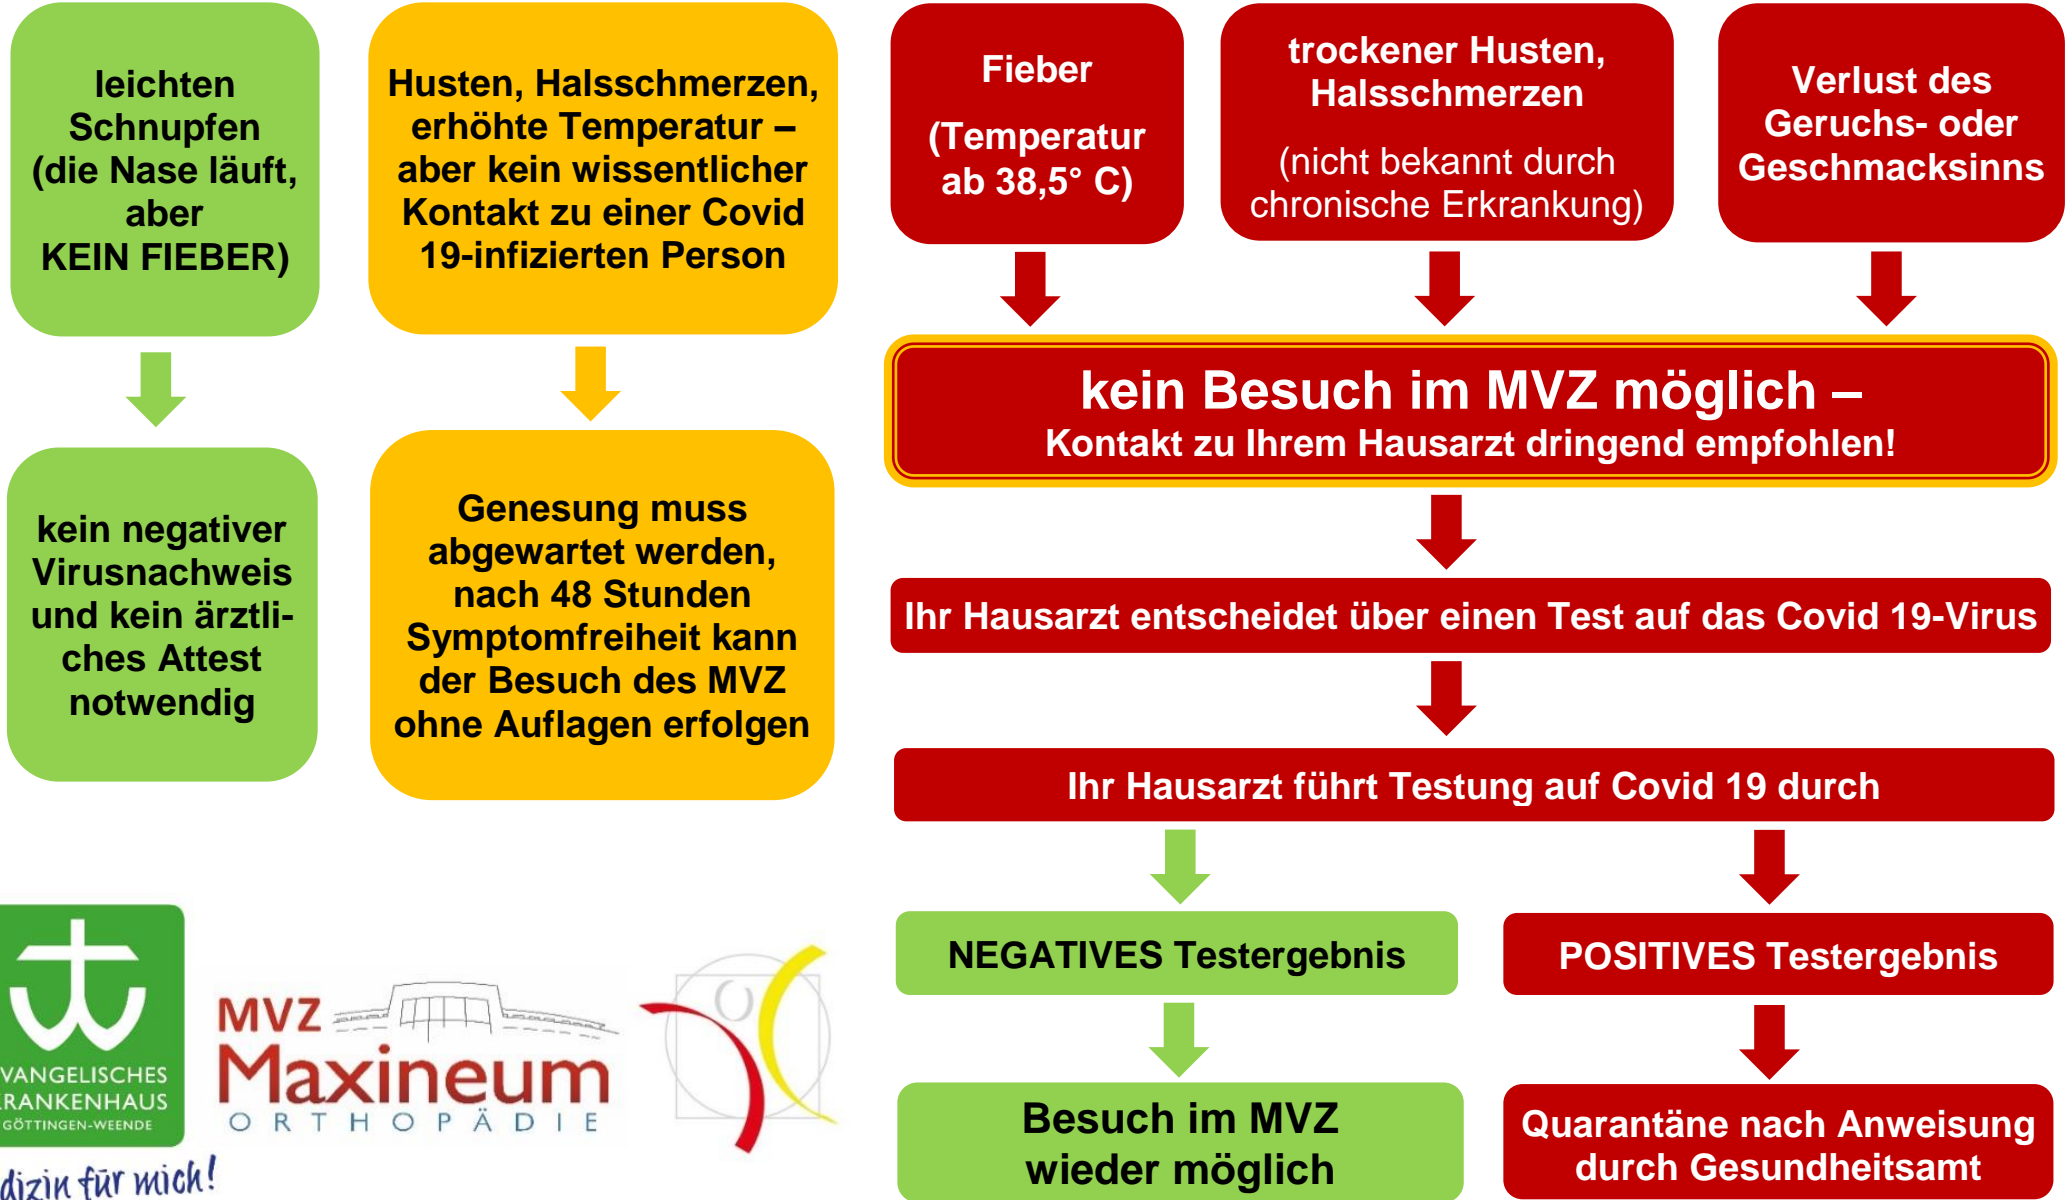 leichten
Schnupfen
(die Nase läuft,
aber
KEIN FIEBER)
kein negativer
Virusnachweis
und kein ärztli-
ches Attest
notwendig
Husten, Halsschmerzen,
erhöhte Temperatur –
aber kein wissentlicher
Kontakt zu einer Covid
19-infizierten Person
Genesung muss
abgewartet werden,
nach 48 Stunden
Symptomfreiheit kann
der Besuch des MVZ
ohne Auflagen erfolgen
Fieber
(Temperatur
ab 38,5° C)
trockener Husten,
Halsschmerzen
(nicht bekannt durch
chronische Erkrankung)
Verlust des
Geruchs- oder
Geschmacksinns
kein Besuch im MVZ möglich –
Kontakt zu Ihrem Hausarzt dringend empfohlen!
Ihr Hausarzt entscheidet über einen Test auf das Covid 19-Virus
Ihr Hausarzt führt Testung auf Covid 19 durch
NEGATIVES Testergebnis
Besuch im MVZ
wieder möglich
POSITIVES Testergebnis
Quarantäne nach Anweisung
durch Gesundheitsamt
VANGELISCHES
RANKENHAUS
GÖTTINGEN-WEENDE
dizin für mich!
MVZ
Maxineum
ORTHOPÄDIE